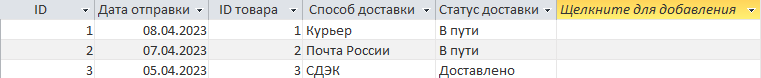 ID Дата отправки ID товара Способ доставки Статус доставки Щелкните для добавления
1 08.04.2023 1 Курьер В пути
2 07.04.2023 2 Почта России В пути
3 05.04.2023 3 СДЭК Доставлено